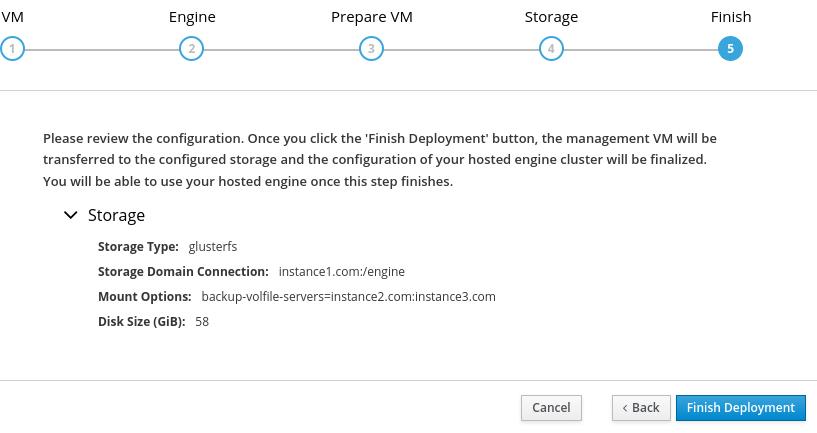 VM Engine Prepare VM Storage Finish
1 2 3 4 5
Please review the configuration. Once you click the 'Finish Deployment' button, the management VM will be
transferred to the configured storage and the configuration of your hosted engine cluster will be finalized.
You will be able to use your hosted engine once this step finishes.
Storage
Storage Type: glusterfs
Storage Domain Connection: instance1.com:/engine
Mount Options: backup-volfile-servers=instance2.com:instance3.com
Disk Size (GiB): 58
Cancel < Back Finish Deployment